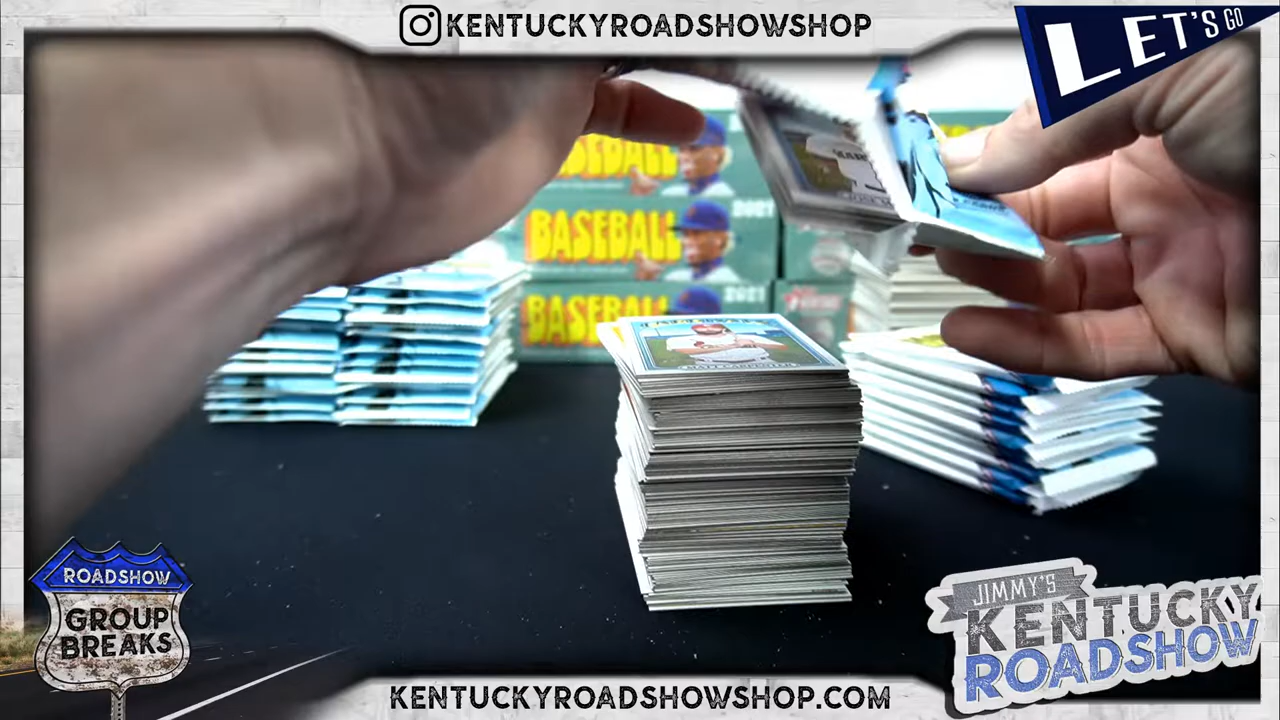 KENTUCKYROADSHOWSHOP
LET'S GO
BASEBALL
BASEBALL
2021
BASEBALL
2021
ROADSHOW
GROUP
BREAKS
JIMMY'S
KENTUCKY
ROADSHOW
KENTUCKYROADSHOWSHOP.COM